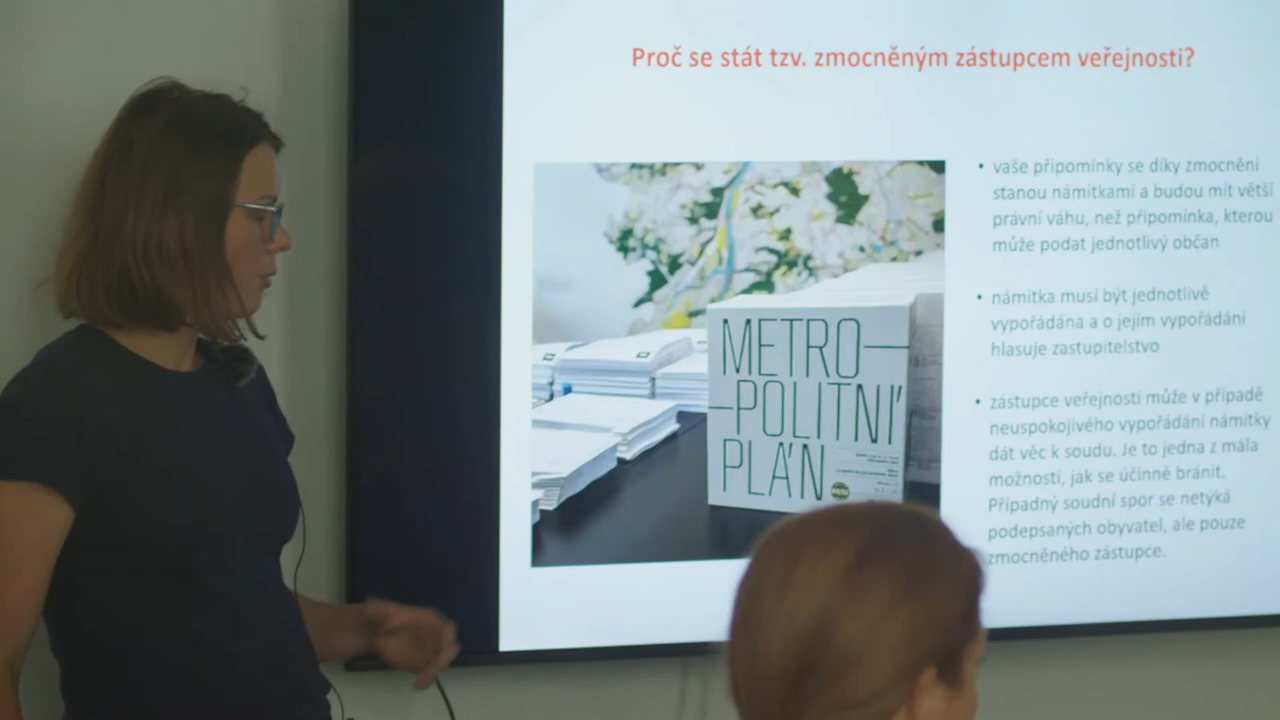 Proč se stát tzv. zmocněným zástupcem veřejnosti?
• vaše připomínky se díky zmocnění
stanou námitkami a budou mít větší
právní váhu, než připomínka, kterou
může podat jednotlivý občan
• námitka musí být jednotlivě
vypořádána a o jejím vypořádání
hlasuje zastupitelstvo
• zástupce veřejnosti může v případě
neuspokojivého vypořádání námitky
dát věc k soudu. Je to jedna z mála
možností, jak se účinně bránit.
Případný soudní spor se netýká
podepsaných obyvatel, ale pouze
zmocněného zástupce.
METRO—
—POLITNÍ
PLÁN